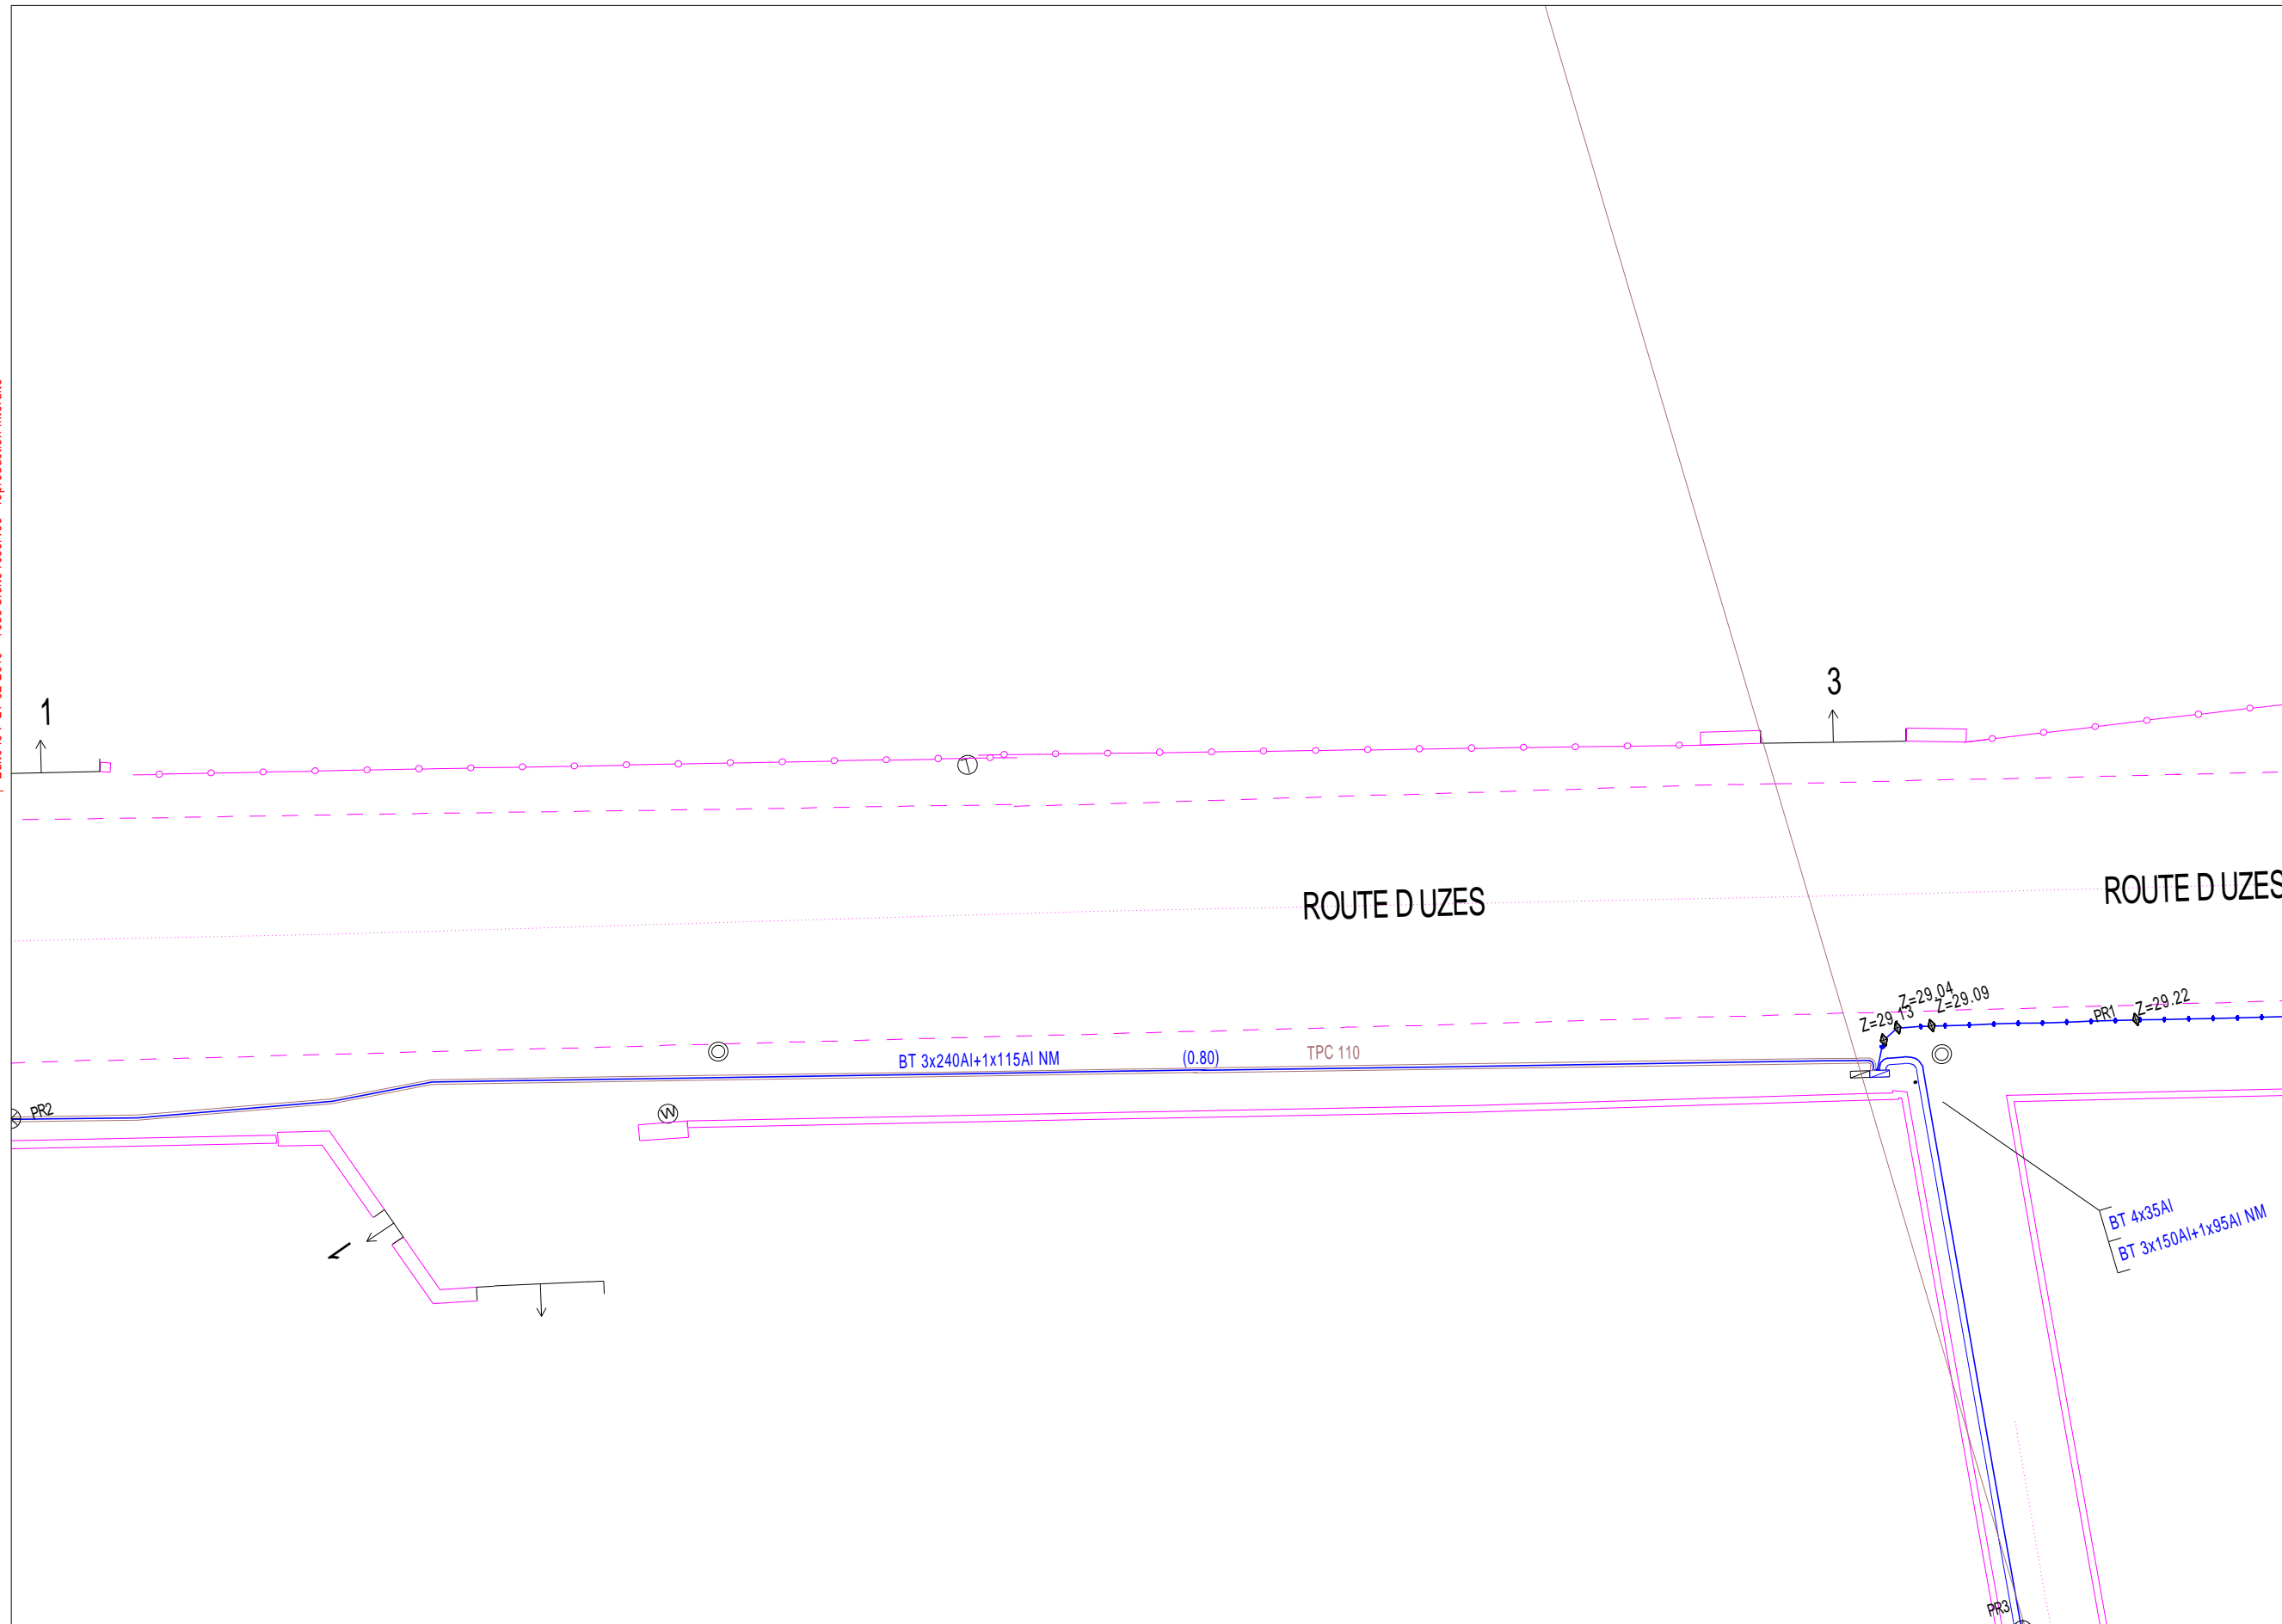 3
1
ROUTE D UZES
ROUTE D UZES
Z=29.04
Z=29.09
Z=29.13
PR1
Z=29.22
BT 3x240Al+1x115Al NM
(0.80)
TPC 110
PR2
W
T
1
BT 4x35Al
BT 3x150Al+1x95Al NM
PR3